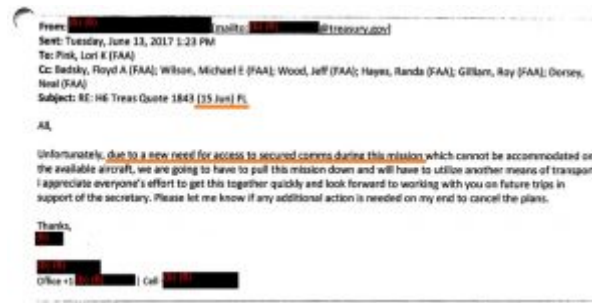 From: [mailto: @treasury.gov]
Sent: Tuesday, June 13, 2017 1:23 PM
To: Pink, Lori K (FAA)
Cc: Badsky, Floyd A (FAA); Wilson, Michael E (FAA); Wood, Jeff (FAA); Hayes, Randa (FAA); Gilliam, Roy (FAA); Dorsey,
Neal (FAA)
Subject: RE: H6 Treas Quote 1843 (15 Jun) FL
All,
Unfortunately, due to a new need for access to secured comms during this mission which cannot be accommodated on
the available aircraft, we are going to have to pull this mission down and will have to utilize another means of transport
I appreciate everyone's effort to get this together quickly and look forward to working with you on future trips in
support of the secretary. Please let me know if any additional action is needed on my end to cancel the plans.
Thanks,
Office +1 | Cell